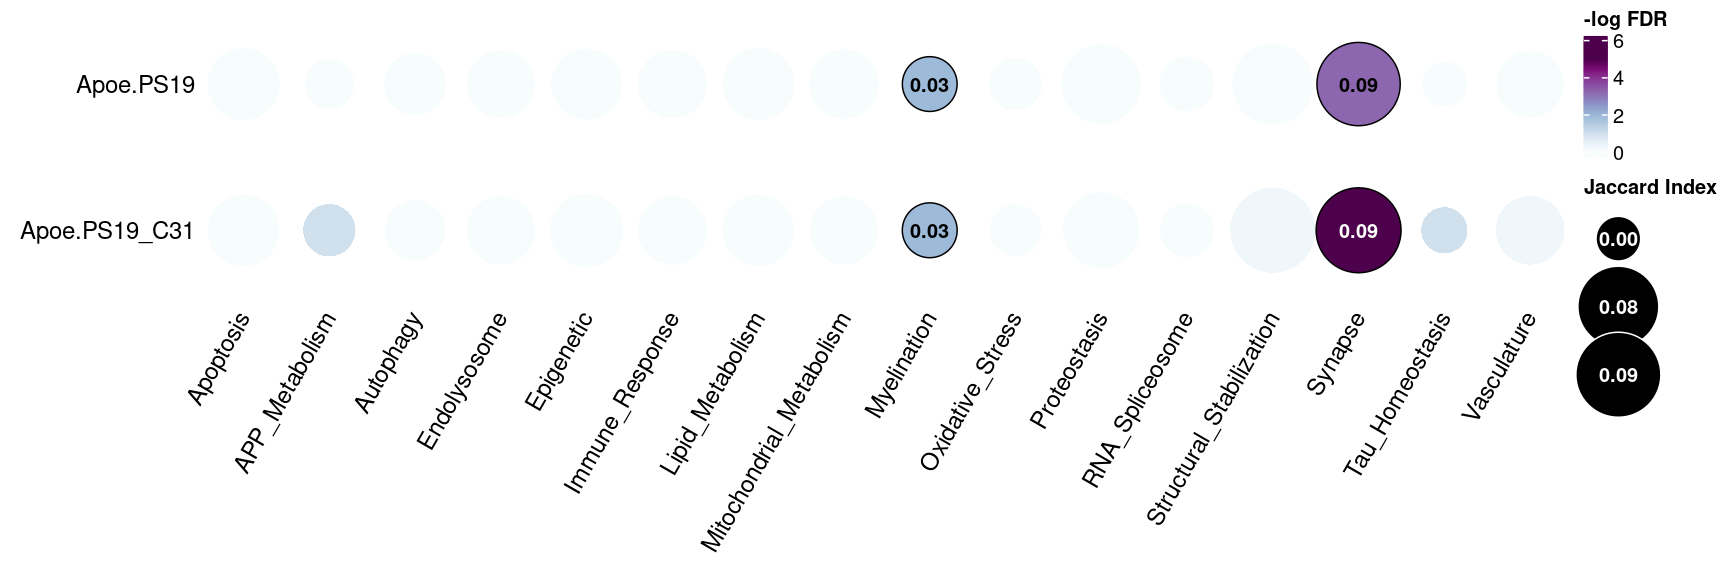 -log FDR
6
4
2
0
Apoe.PS19
0.03
0.09
Jaccard Index
0.00
0.08
0.09
Apoe.PS19_C31
0.03
0.09
Apoptosis
APP_Metabolism
Autophagy
Endolysosome
Epigenetic
Immune_Response
Lipid_Metabolism
Mitochondrial_Metabolism
Myelination
Oxidative_Stress
Proteostasis
RNA_Spliceosome
Structural_Stabilization
Synapse
Tau_Homeostasis
Vasculature